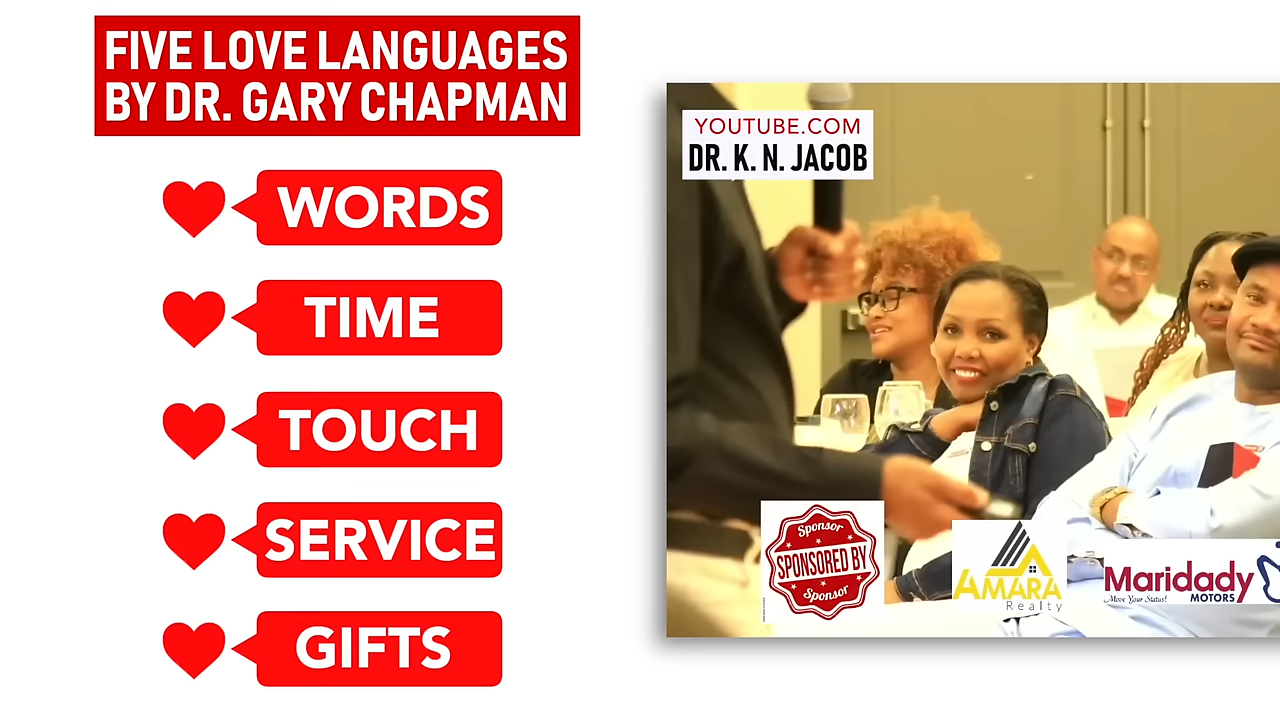 FIVE LOVE LANGUAGES
BY DR. GARY CHAPMAN
WORDS
TIME
TOUCH
SERVICE
GIFTS
YOUTUBE.COM
DR. K. N. JACOB
Sponsor
SPONSORED BY
Sponsor
AMARA
Realty
Maridady
Move Your Status!
MOTORS